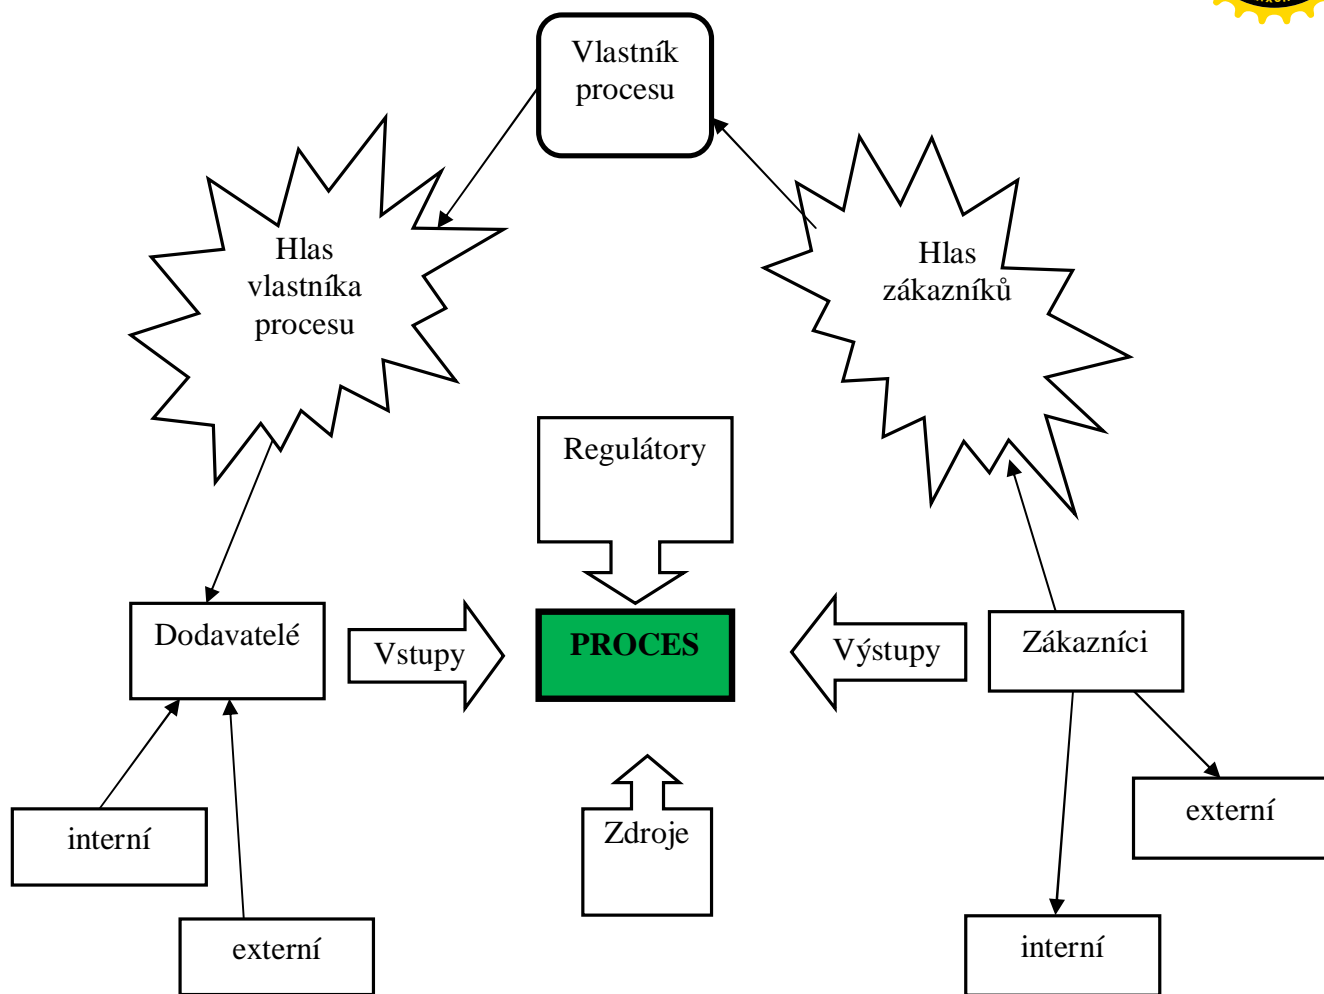 Vlastník
procesu
Hlas
vlastníka
procesu
Hlas
zákazníků
Regulátory
Dodavatelé
Vstupy
PROCES
Výstupy
Zákazníci
interní
externí
Zdroje
externí
interní